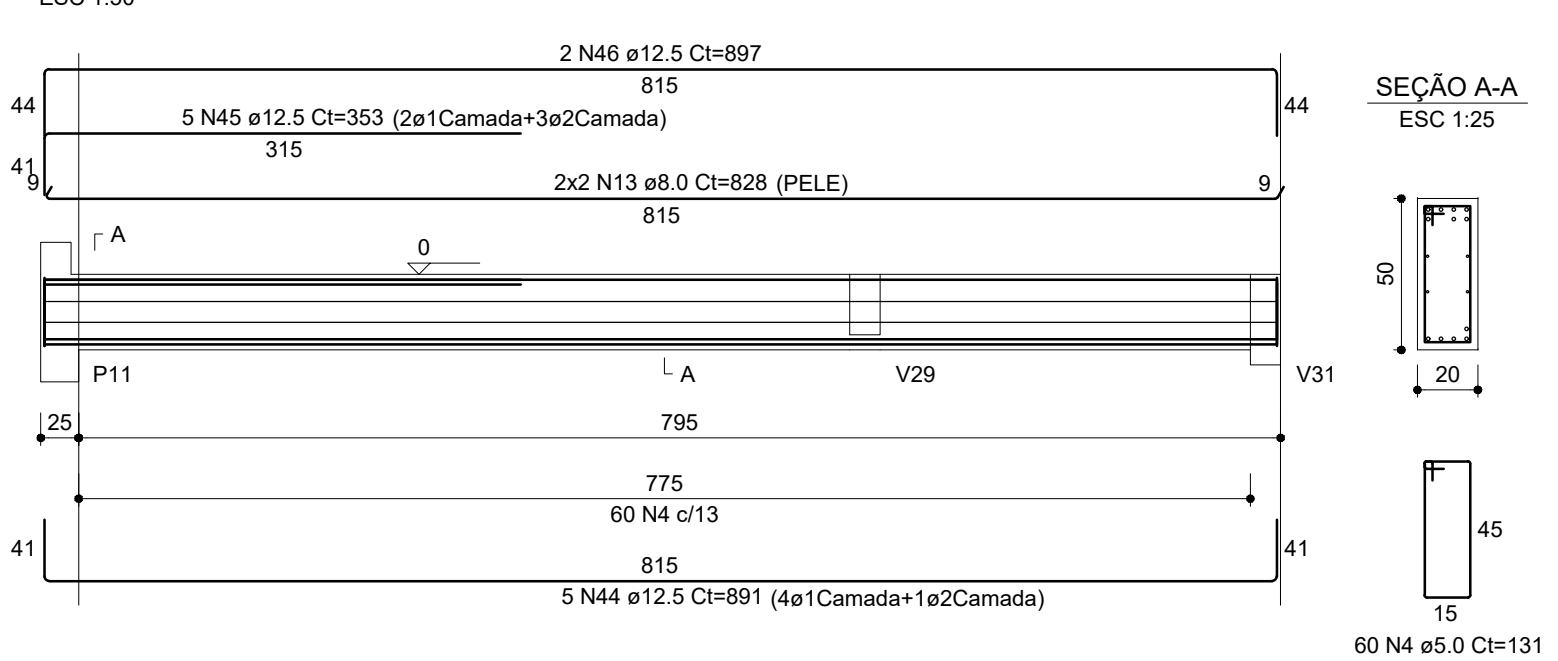 2 N46 ø12.5 Ct=897
815
44
44
5 N45 ø12.5 Ct=353 (2ø1Camada+3ø2Camada)
315
41
9
2x2 N13 ø8.0 Ct=828 (PELE)
9
815
SEÇÃO A-A
ESC 1:25
A
0
50
P11
A
V29
V31
20
25
795
775
60 N4 c/13
41
815
41
5 N44 ø12.5 Ct=891 (4ø1Camada+1ø2Camada)
45
15
60 N4 ø5.0 Ct=131